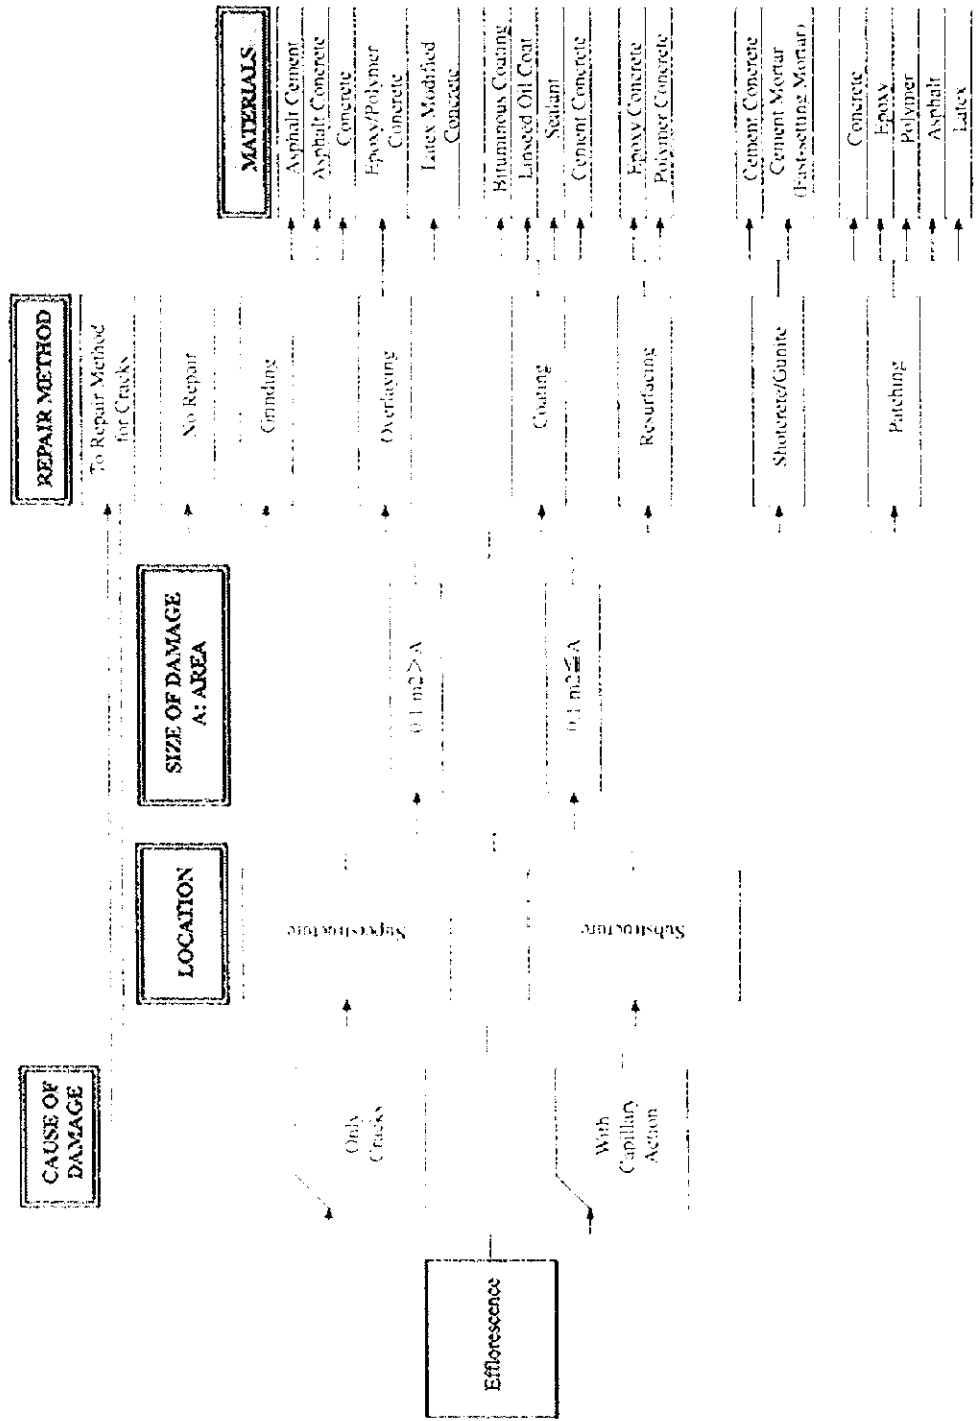 CAUSE OF
DAMAGE
LOCATION
SIZE OF DAMAGE
A: AREA
REPAIR METHOD
MATERIALS
Efflorescence
Only
Cracks
With
Capillary
Action
Superstructure
Substructure
0.1 m2>A
0.1 m2≦A
To Repair Method
for Cracks
No Repair
Grinding
Overlaying
Coating
Resurfacing
Shotcrete/Gunite
Patching
Asphalt Cement
Asphalt Concrete
Concrete
Epoxy/Polymer
Concrete
Latex Modified
Concrete
Bituminous Coating
Linseed Oil Coat
Sealant
Cement Concrete
Epoxy Concrete
Polymer Concrete
Cement Concrete
Cement Mortar
(Fast-setting Mortar)
Concrete
Epoxy
Polymer
Asphalt
Latex